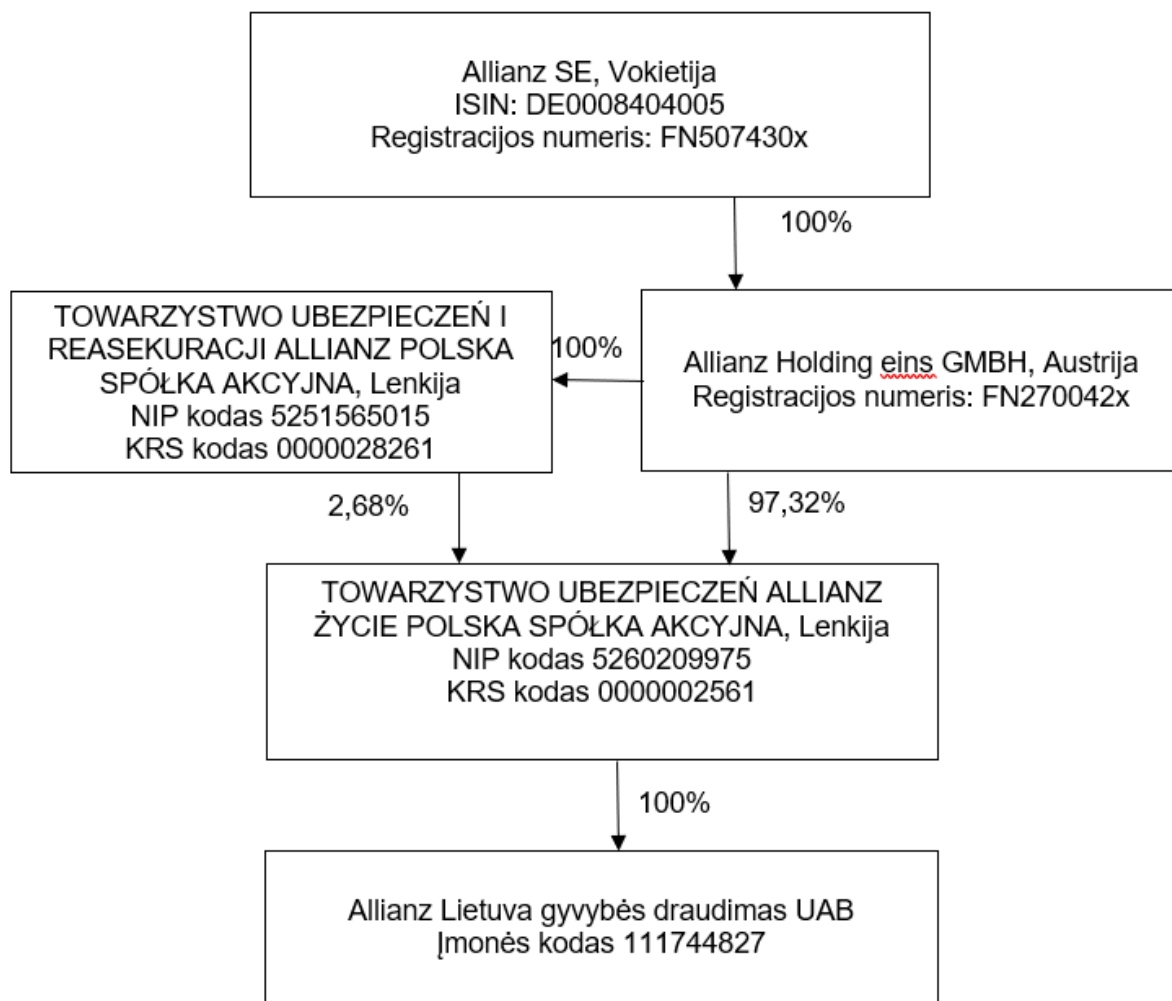 Allianz SE, Vokietija
ISIN: DE0008404005
Registracijos numeris: FN507430x
100%
TOWARZYSTWO UBEZPIECZEŃ I
REASEKURACJI ALLIANZ POLSKA
SPÓŁKA AKCYJNA, Lenkija
NIP kodas 5251565015
KRS kodas 0000028261
100%
Allianz Holding eins GMBH, Austrija
Registracijos numeris: FN270042x
2,68%
97,32%
TOWARZYSTWO UBEZPIECZEŃ ALLIANZ
ŻYCIE POLSKA SPÓŁKA AKCYJNA, Lenkija
NIP kodas 5260209975
KRS kodas 0000002561
100%
Allianz Lietuva gyvybės draudimas UAB
Įmonės kodas 111744827